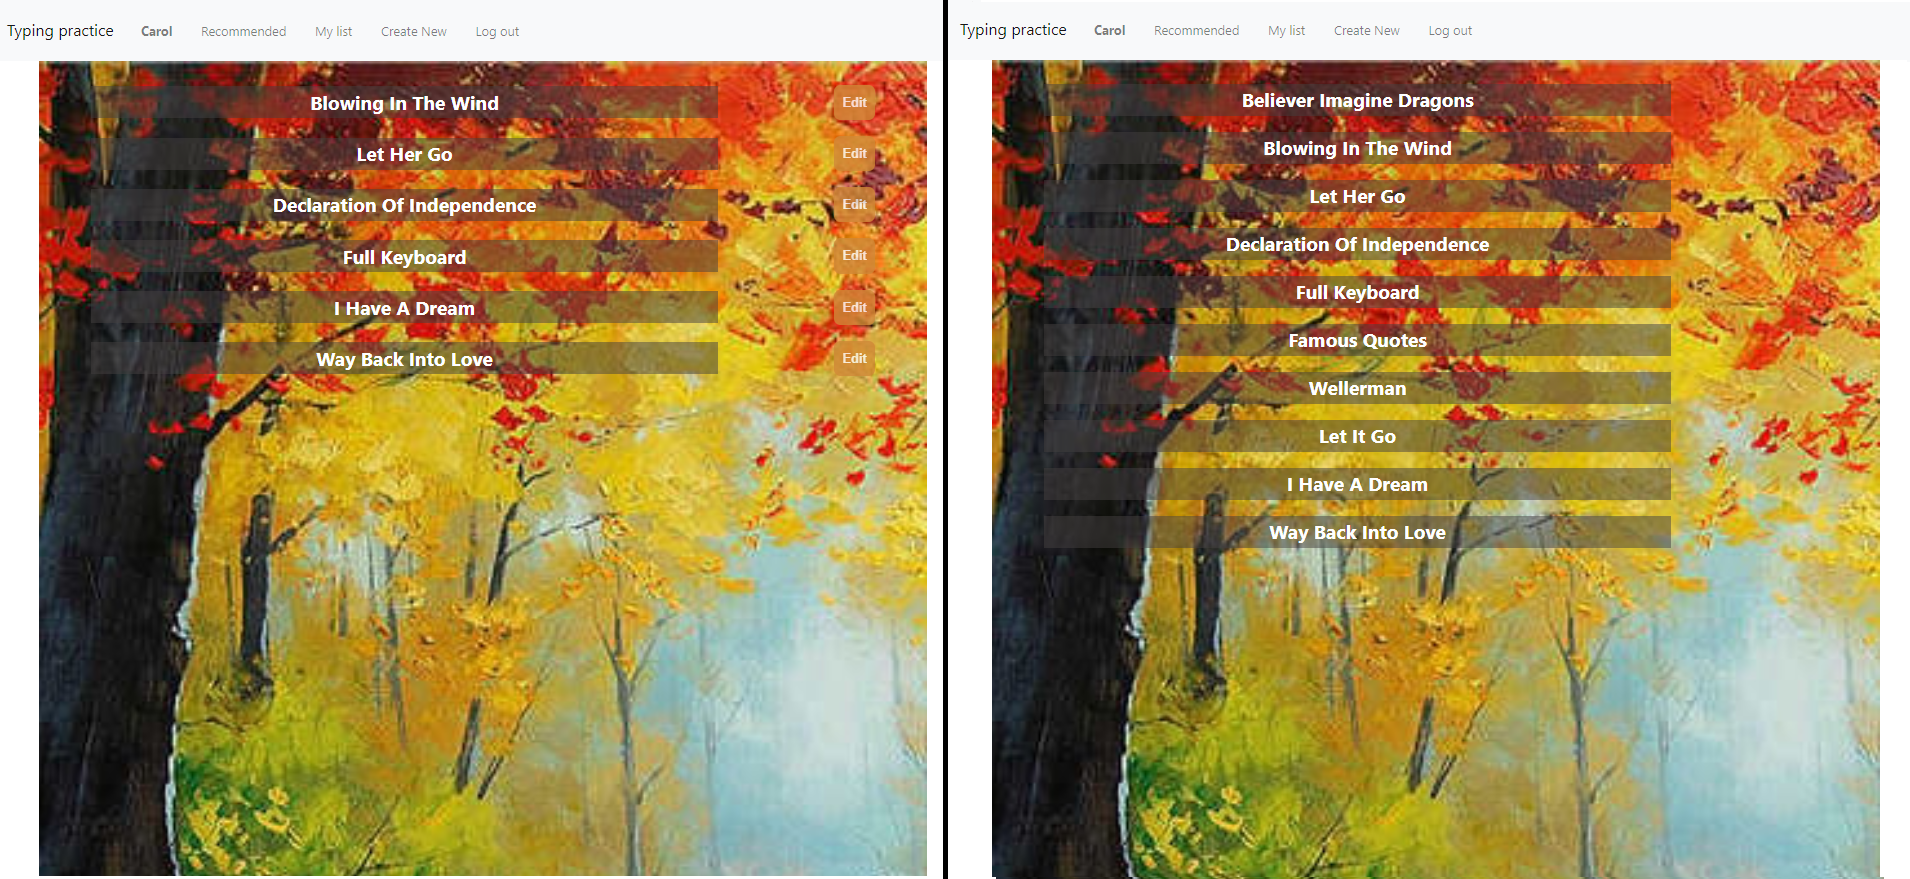 Typing practice Carol Recommended My list Create New Log out
Blowing In The Wind Edit
Let Her Go Edit
Declaration Of Independence Edit
Full Keyboard Edit
I Have A Dream Edit
Way Back Into Love Edit
Typing practice Carol Recommended My list Create New Log out
Believer Imagine Dragons
Blowing In The Wind
Let Her Go
Declaration Of Independence
Full Keyboard
Famous Quotes
Wellerman
Let It Go
I Have A Dream
Way Back Into Love